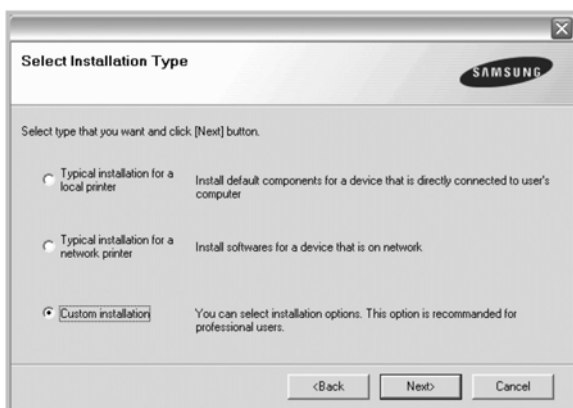 Select Installation Type
SAMSUNG
Select type that you want and click [Next] button.
Typical installation for a
local printer
Install default components for a device that is directly connected to user's
computer
Typical installation for a
network printer
Install softwares for a device that is on network.
Custom installation
You can select installation options. This option is recommanded for
professional users.
<Back
Next>
Cancel